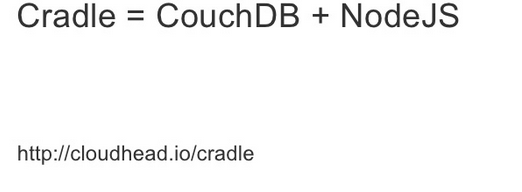 Cradle = CouchDB + NodeJS
http://cloudhead.io/cradle